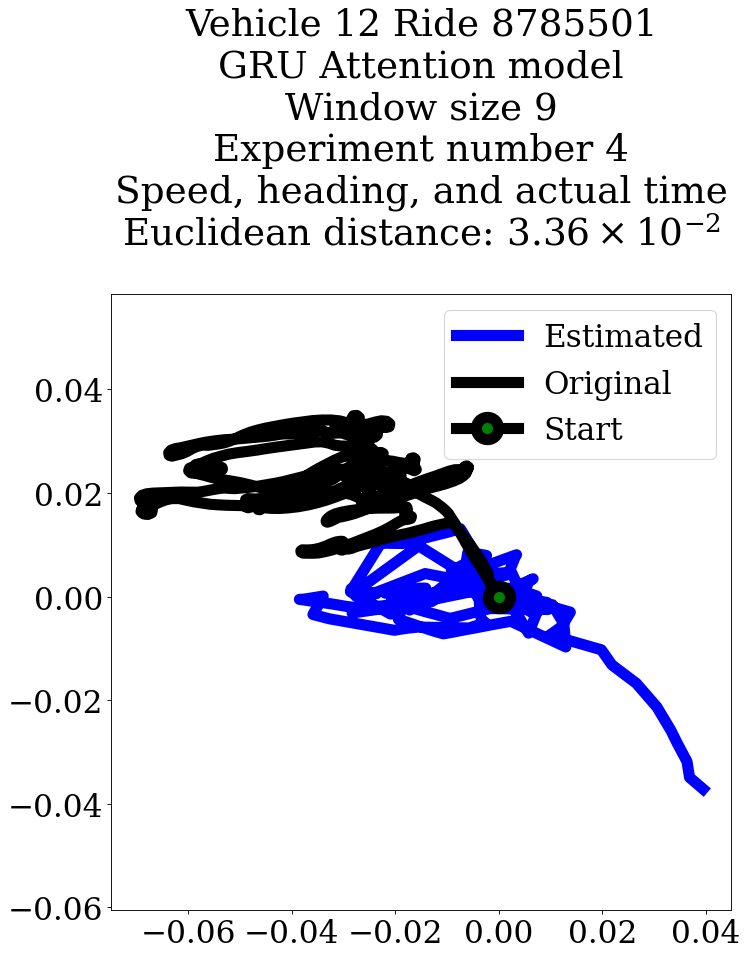 Vehicle 12 Ride 8785501
GRU Attention model
Window size 9
Experiment number 4
Speed, heading, and actual time
Euclidean distance: 3.36 × 10⁻²
Estimated
Original
Start
0.04
0.02
0.00
−0.02
−0.04
−0.06
−0.06 −0.04 −0.02 0.00 0.02 0.04